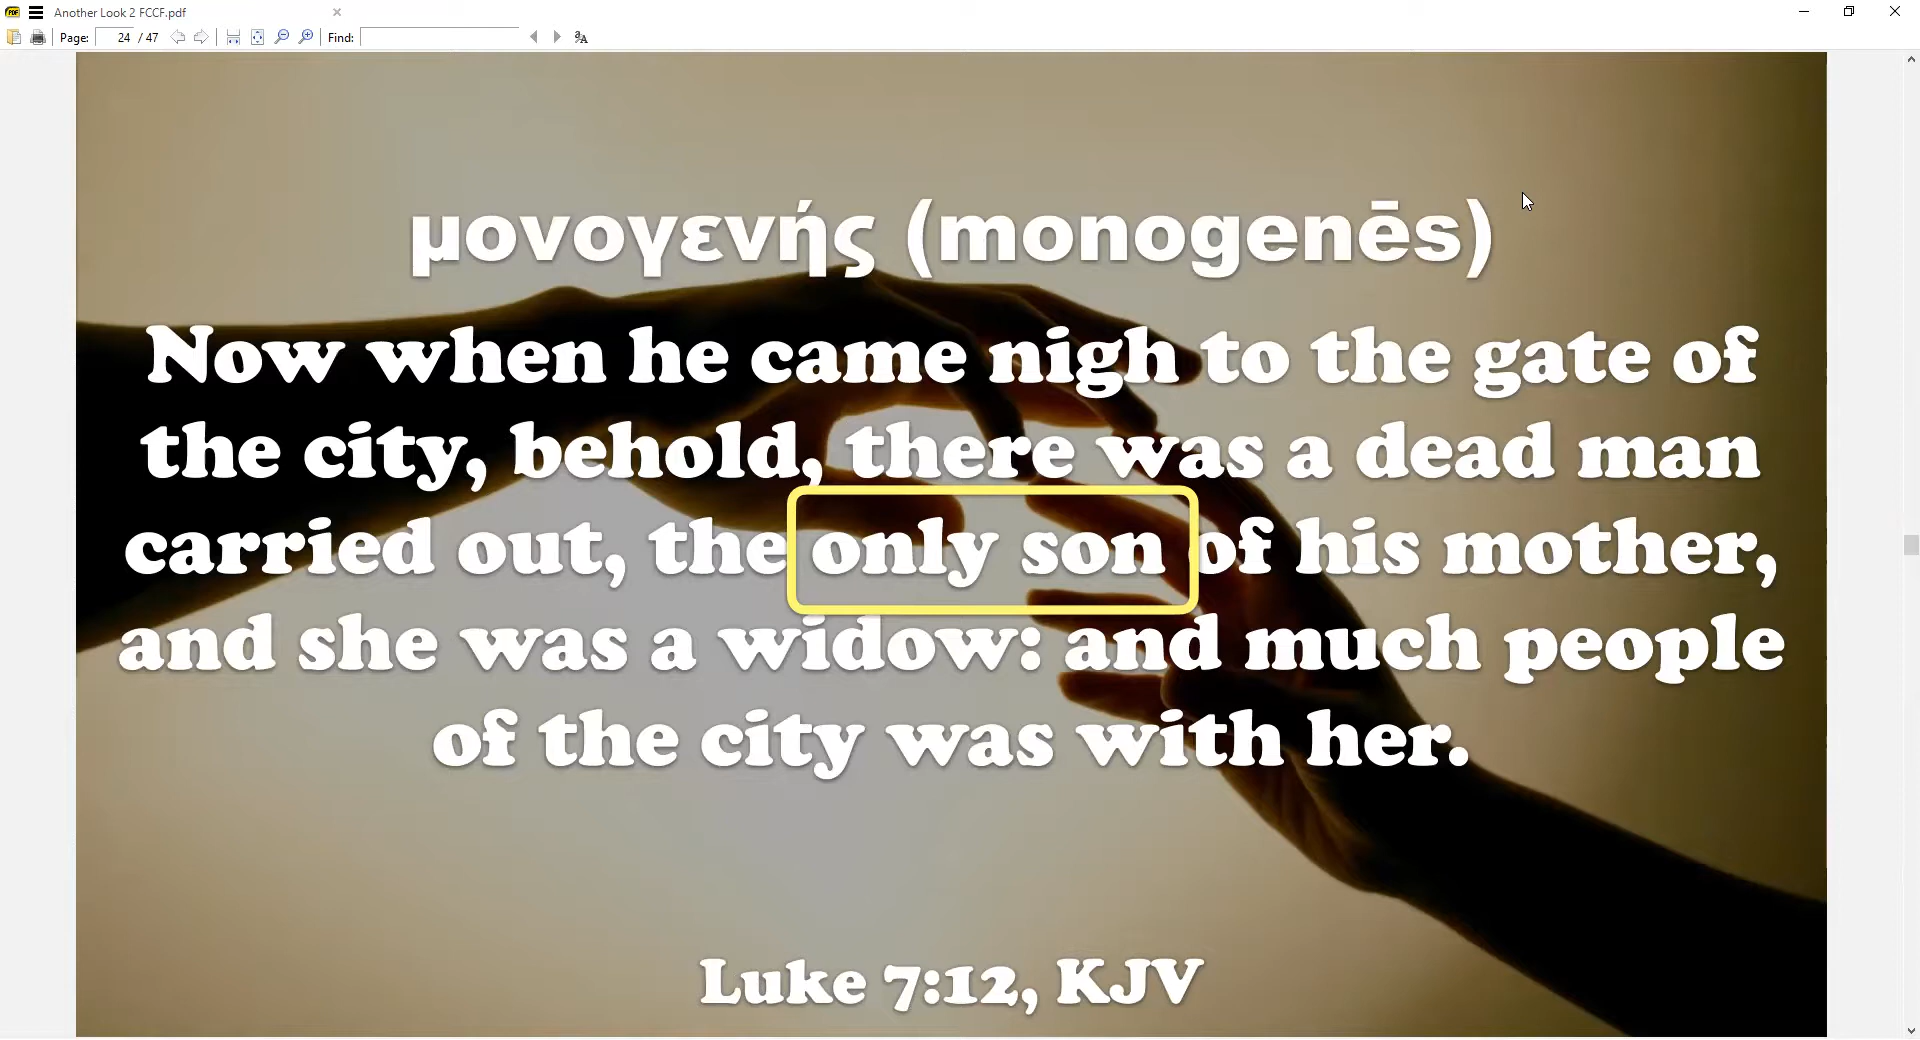 Another Look 2 FCCF.pdf
Page: 24 / 47 Find:
μονογενής (monogenēs)
Now when he came nigh to the gate of
the city, behold, there was a dead man
carried out, the only son of his mother,
and she was a widow: and much people
of the city was with her.
Luke 7:12, KJV